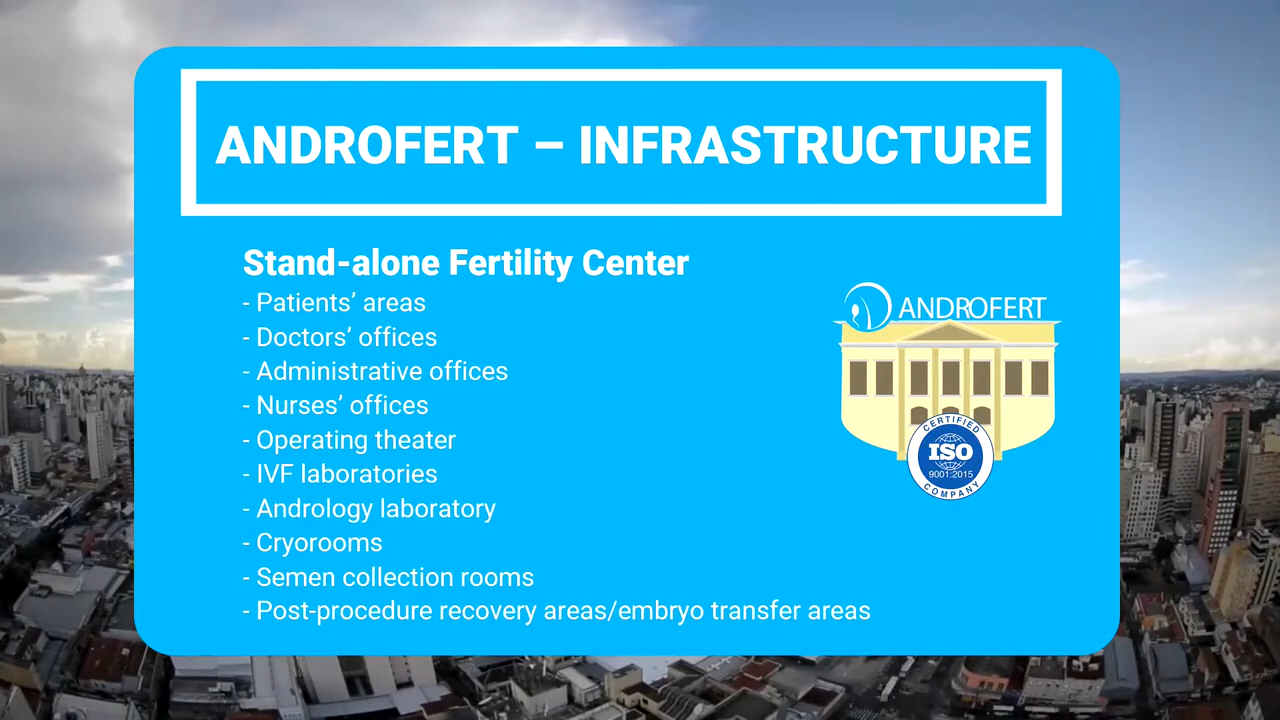 ANDROFERT – INFRASTRUCTURE
Stand-alone Fertility Center
- Patients’ areas
- Doctors’ offices
- Administrative offices
- Nurses’ offices
- Operating theater
- IVF laboratories
- Andrology laboratory
- Cryorooms
- Semen collection rooms
- Post-procedure recovery areas/embryo transfer areas
ANDROFERT
CERTIFIED
ISO
9001:2015
COMPANY